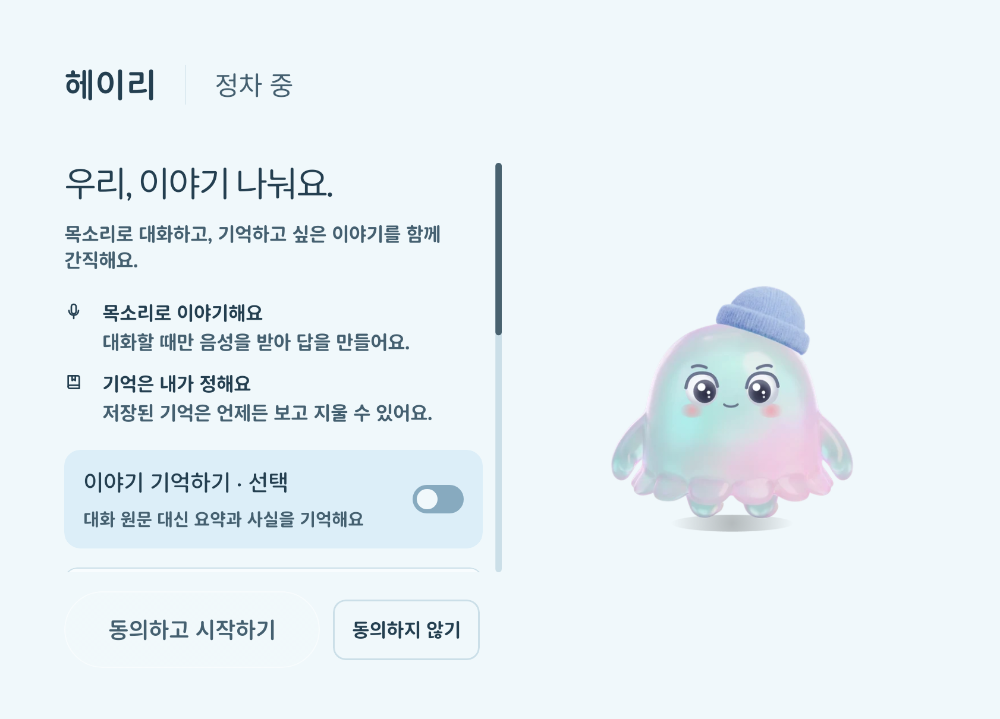 헤이리
정차 중
우리, 이야기 나눠요.
목소리로 대화하고, 기억하고 싶은 이야기를 함께
간직해요.
목소리로 이야기해요
대화할 때만 음성을 받아 답을 만들어요.
기억은 내가 정해요
저장된 기억은 언제든 보고 지울 수 있어요.
이야기 기억하기 · 선택
대화 원문 대신 요약과 사실을 기억해요
동의하고 시작하기
동의하지 않기